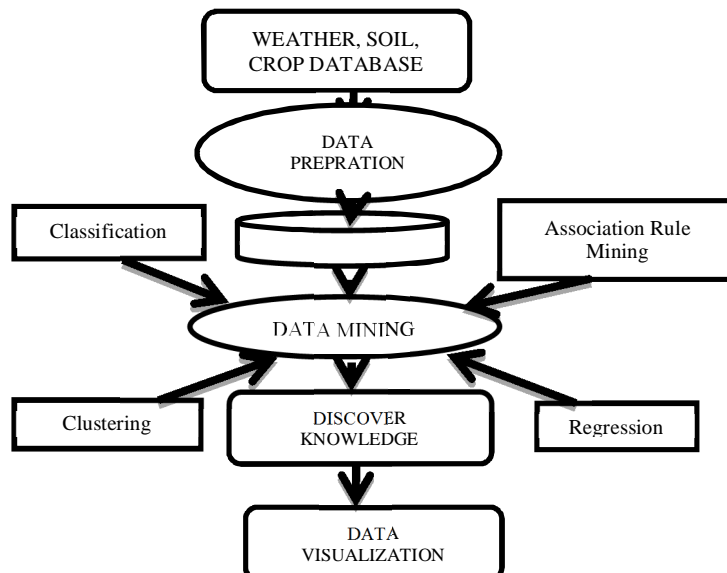 WEATHER, SOIL,
CROP DATABASE
DATA
PREPRATION
Classification
Association Rule
Mining
DATA MINING
Clustering
DISCOVER
KNOWLEDGE
Regression
DATA
VISUALIZATION